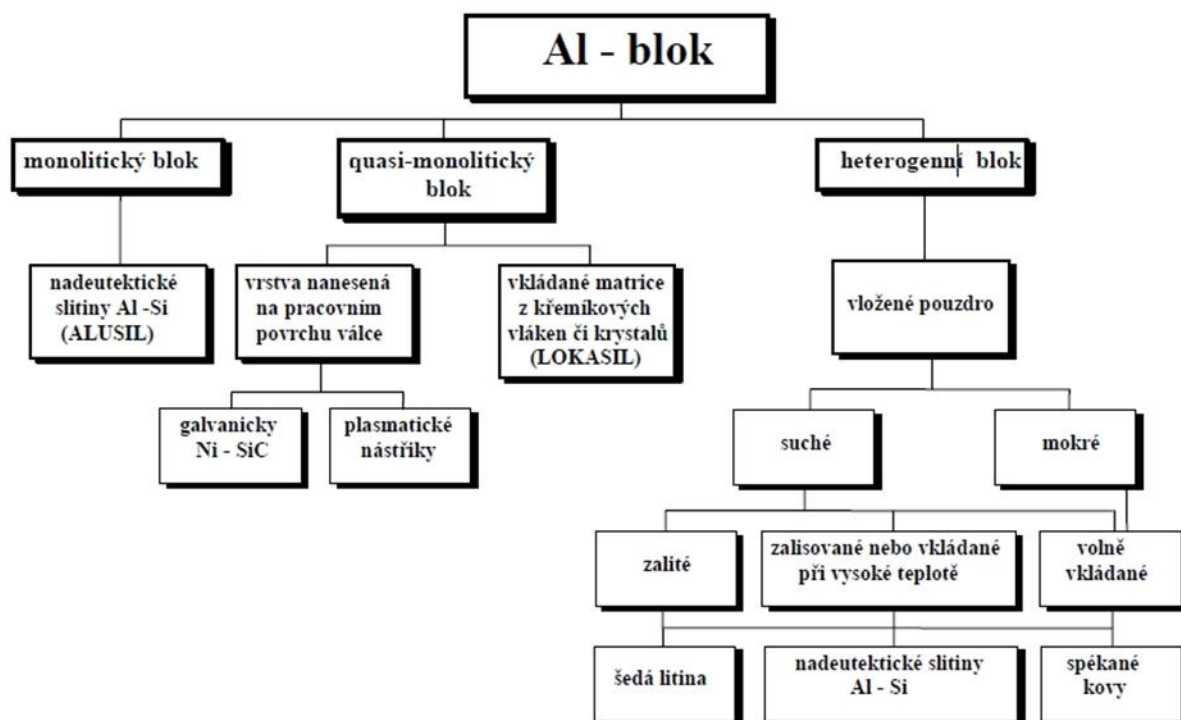 Al - blok
monolitický blok
quasi-monolitický
blok
heterogenní blok
nadeutektické
slitiny Al -Si
(ALUSIL)
vrstva nanesená
na pracovním
povrchu válce
vkládané matrice
z křemíkových
vláken či krystalů
(LOKASIL)
vložené pouzdro
galvanicky
Ni - SiC
plasmatické
nástřiky
suché
mokré
zalité
zalisované nebo vkládané
při vysoké teplotě
volně
vkládané
šedá litina
nadeutektické slitiny
Al - Si
spékané
kovy